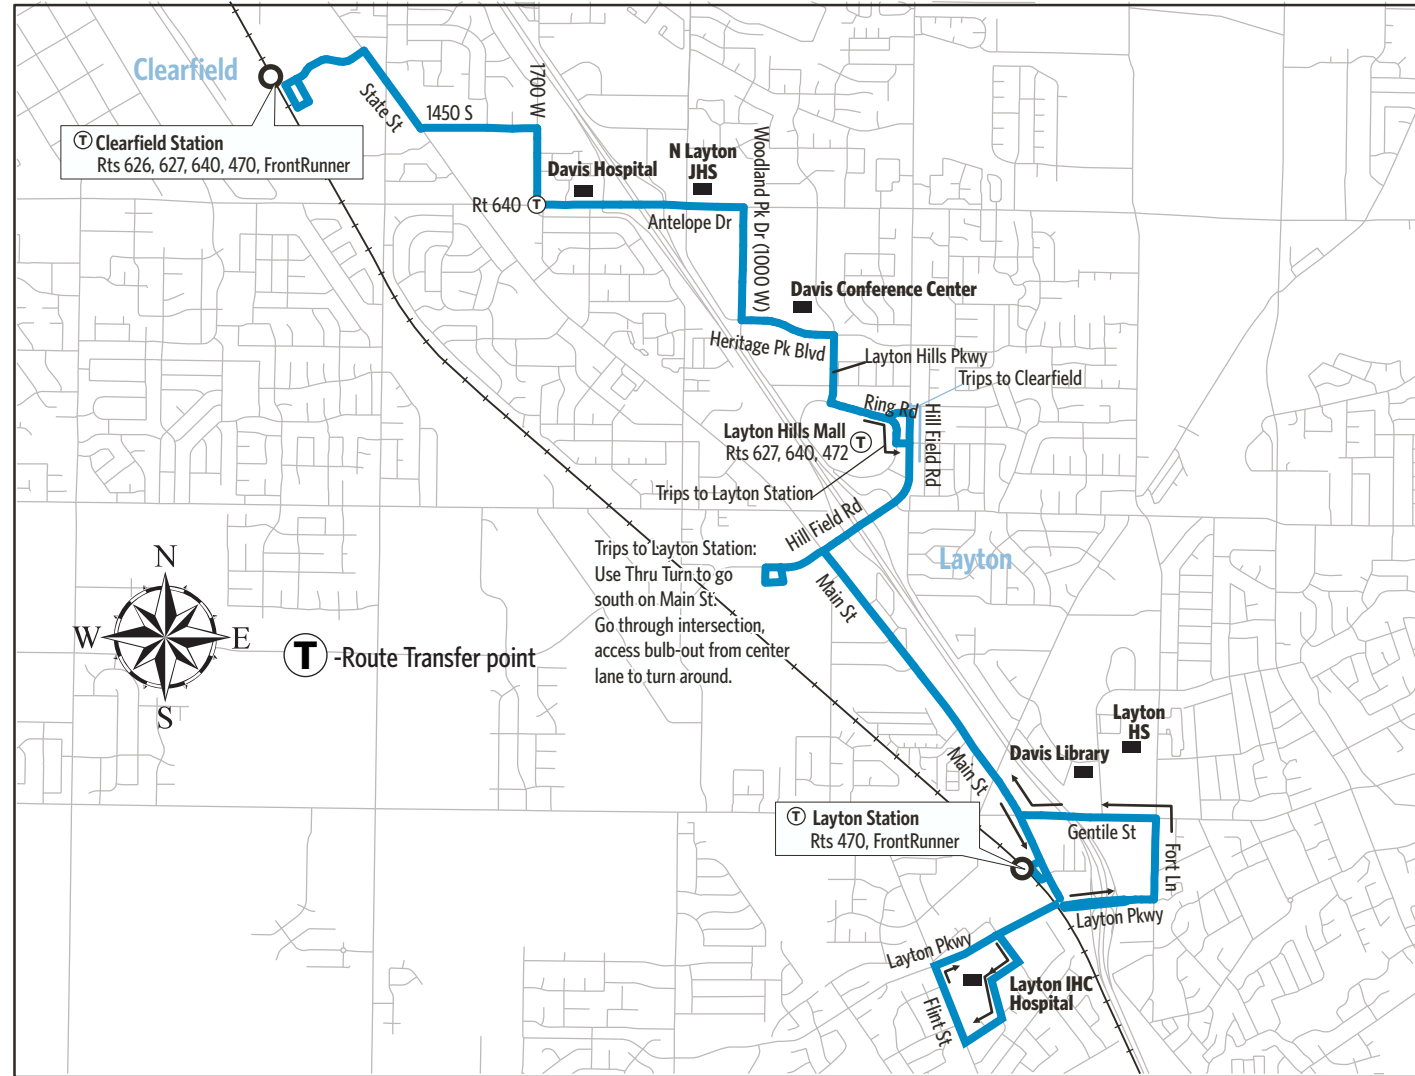 Clearfield
T Clearfield Station
Rts 626, 627, 640, 470, FrontRunner
State St
1450 S
1700 W
Rt 640 T
Davis Hospital
N Layton
JHS
Antelope Dr
Woodland Pk Dr (1000 W)
Davis Conference Center
Heritage Pk Blvd
Layton Hills Pkwy
Trips to Clearfield
Ring Rd
Hill Field Rd
Layton Hills Mall
Rts 627, 640, 472 T
Trips to Layton Station
Hill Field Rd
Layton
Trips to Layton Station:
Use Thru Turn to go
south on Main St.
Go through intersection,
access bulb-out from center
lane to turn around.
Main St
N
W E
S
T -Route Transfer point
Layton
HS
Davis Library
Main St
T Layton Station
Rts 470, FrontRunner
Gentile St
Fort Ln
Layton Pkwy
Layton Pkwy
Layton IHC
Hospital
Flint St